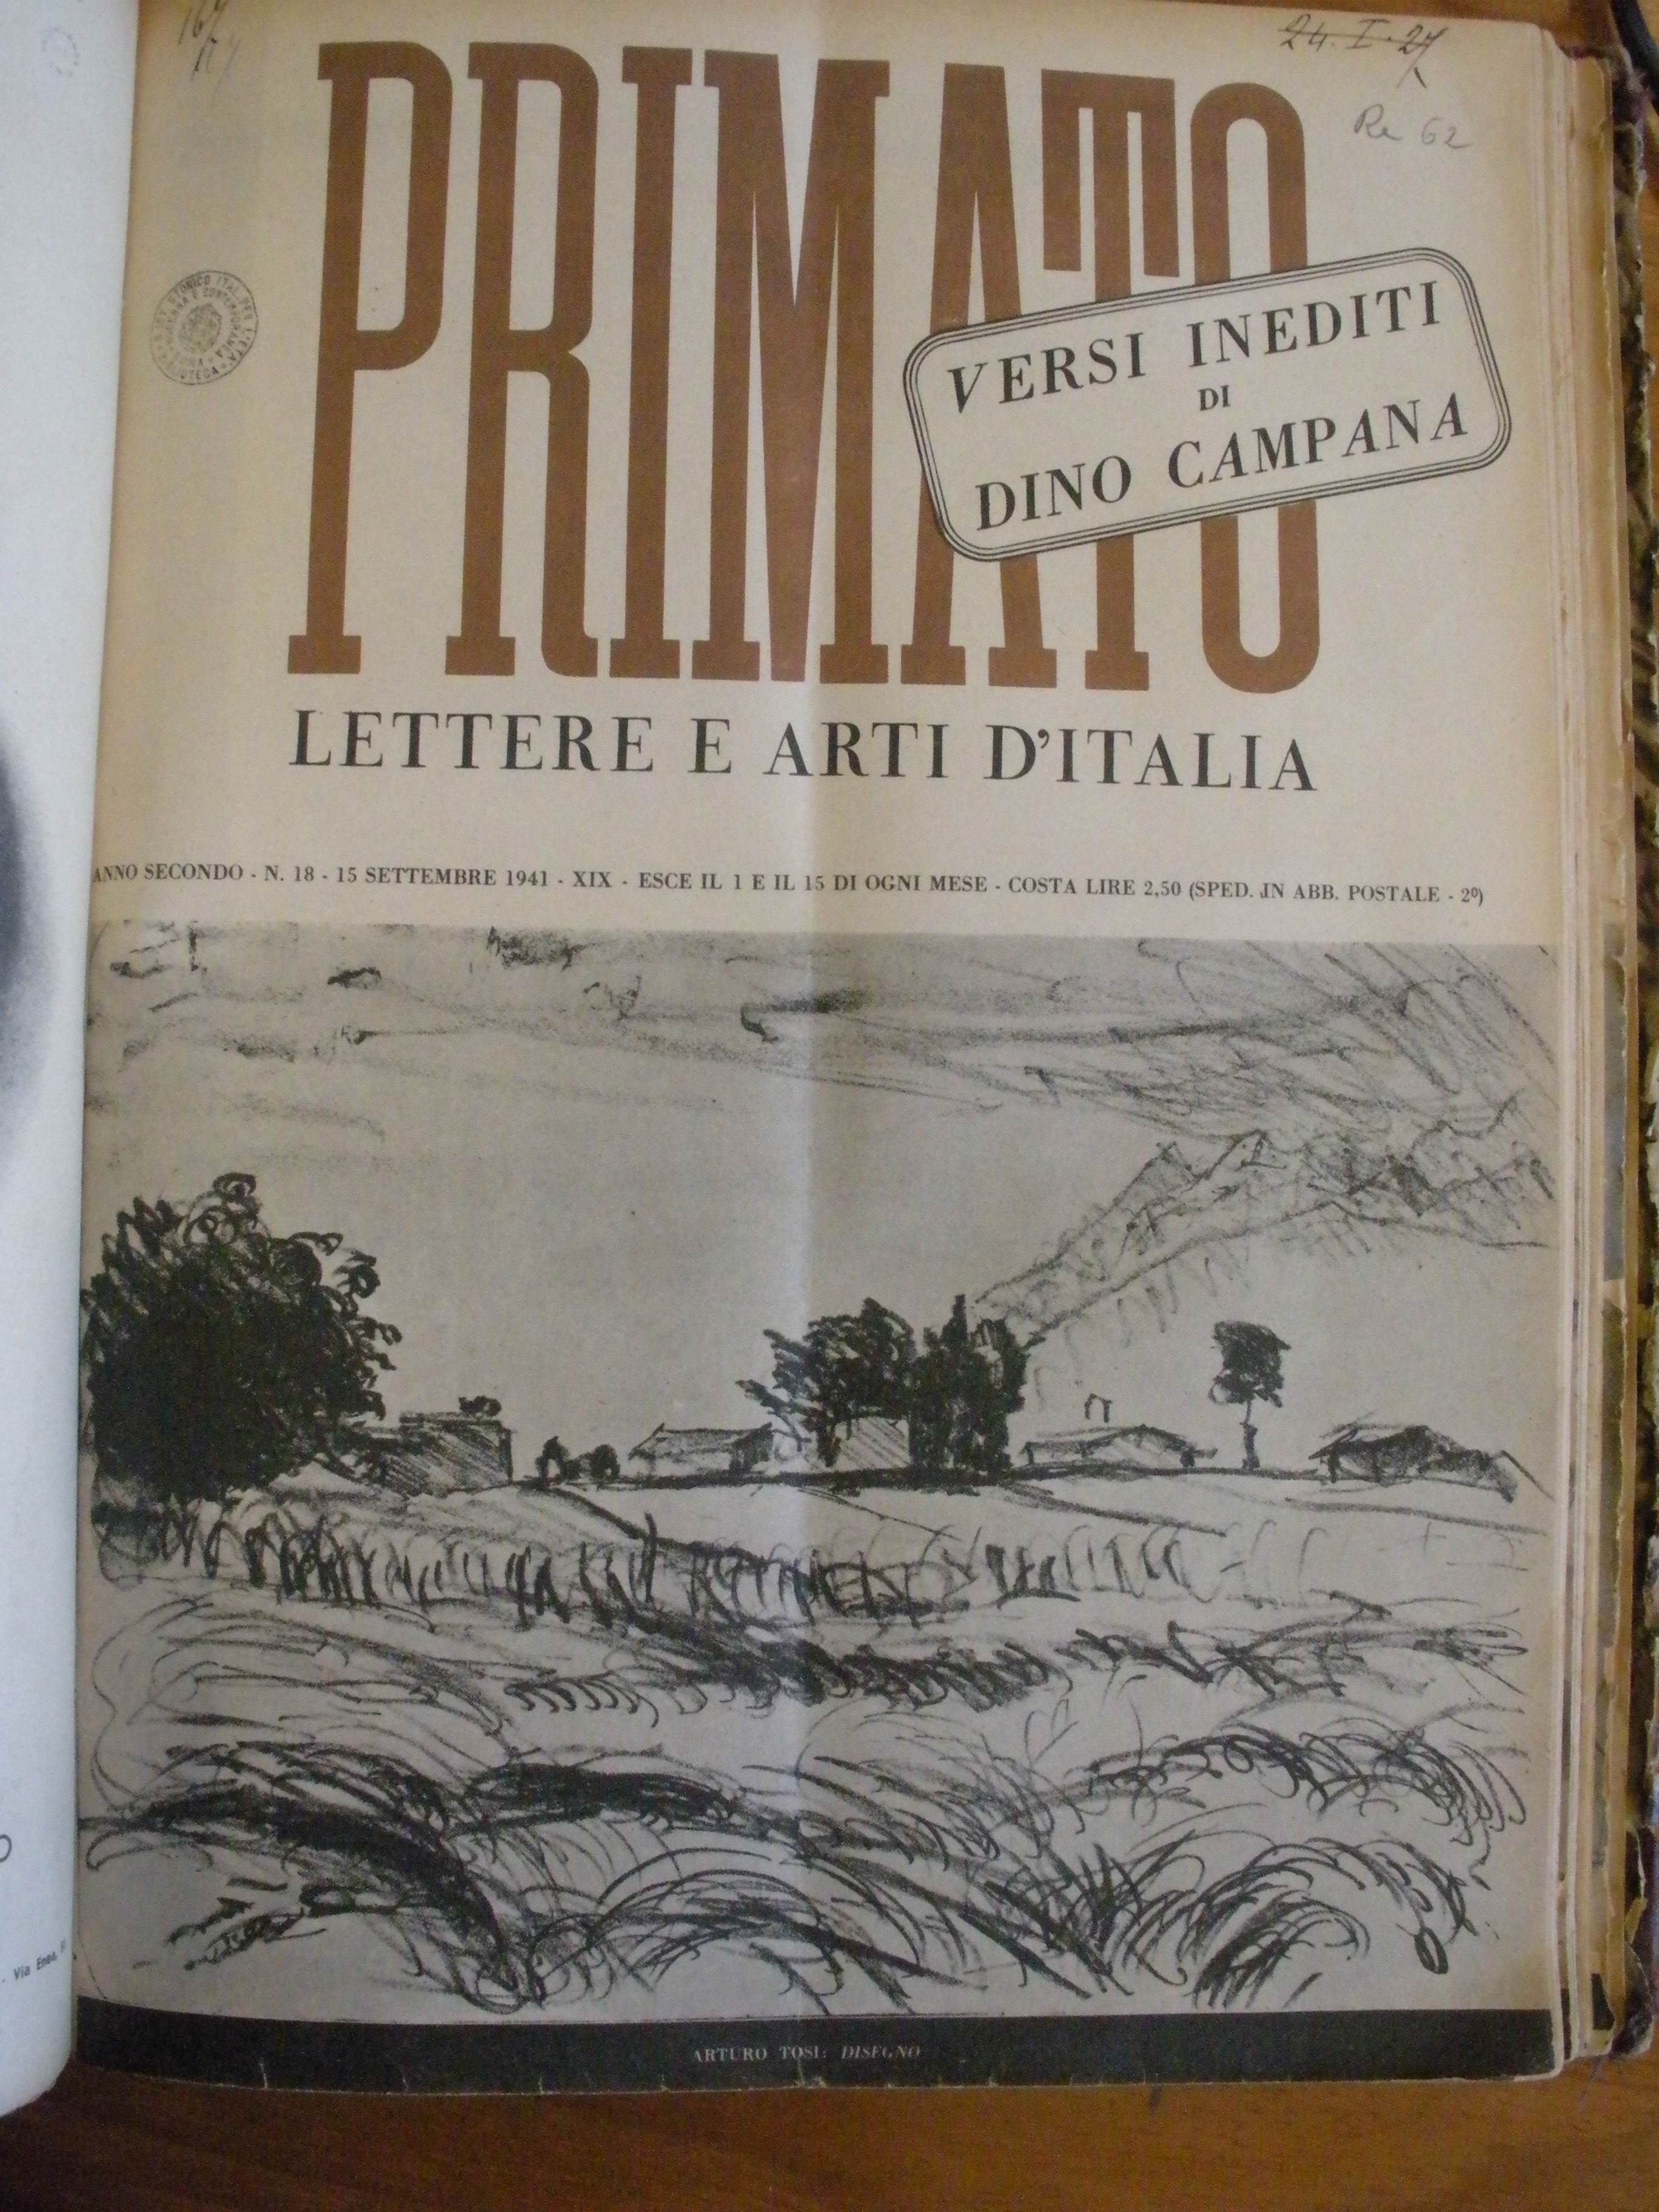 24. I. 27
Re 62
PRIMATO
VERSI INEDITI
DI
DINO CAMPANA
LETTERE E ARTI D'ITALIA
ANNO SECONDO - N. 18 - 15 SETTEMBRE 1941 - XIX - ESCE IL 1 E IL 15 DI OGNI MESE - COSTA LIRE 2,50 (SPED. IN ABB. POSTALE - 2º)
ARTURO TOSI: DISEGNO
- Via Enea,